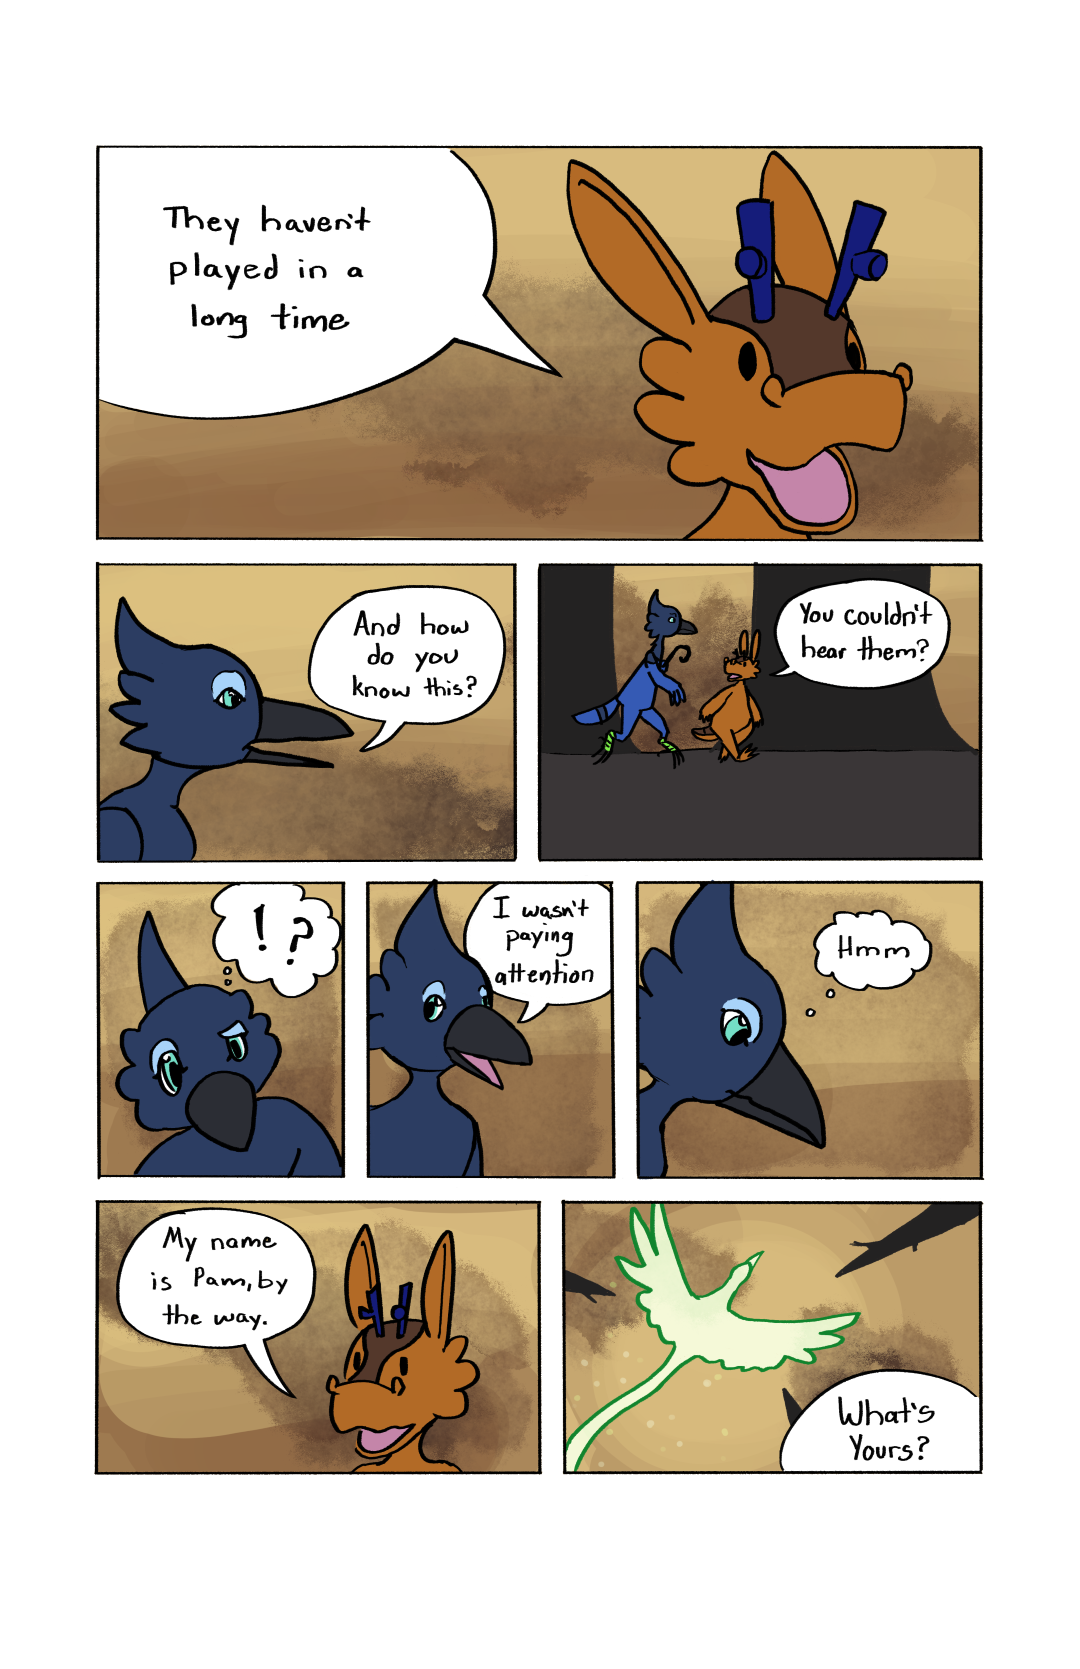 They haven't
played in a
long time
And how
do you
know this?
You couldn't
hear them?
!?
I wasn't
paying
attention
Hmm
My name
is Pam, by
the way.
What's
Yours?